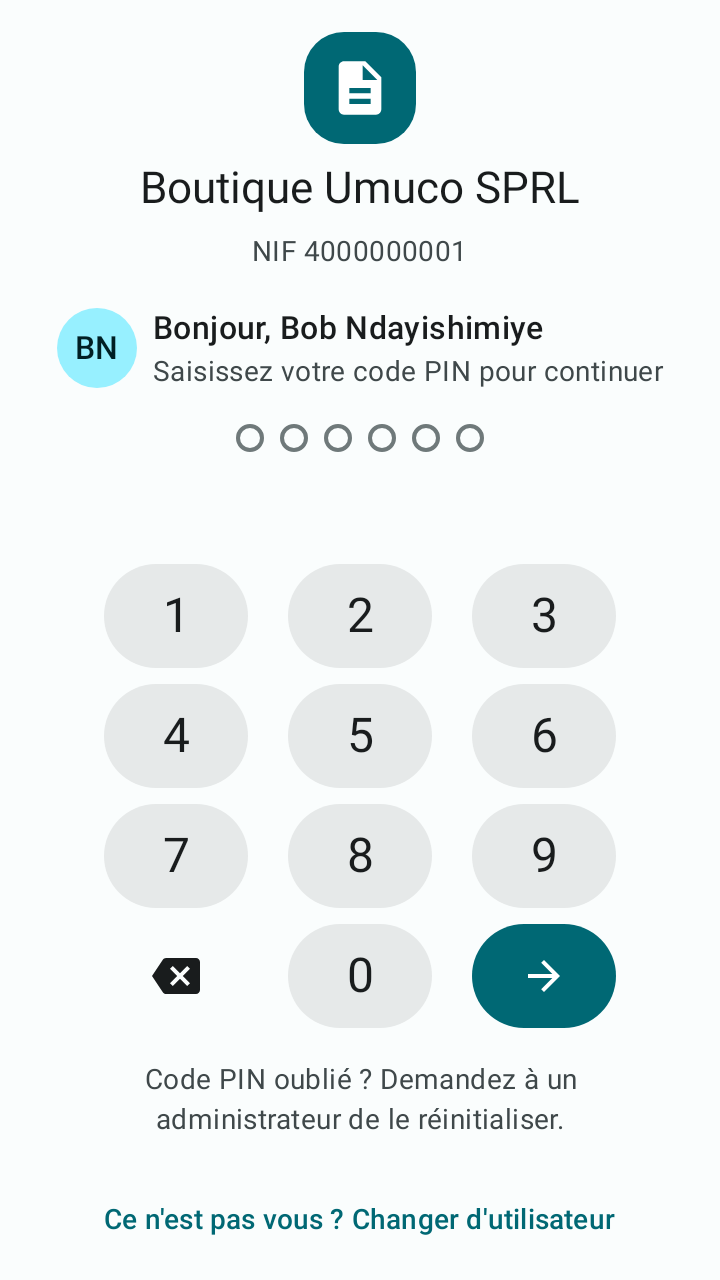 Boutique Umuco SPRL
NIF 4000000001
BN
Bonjour, Bob Ndayishimiye
Saisissez votre code PIN pour continuer
1 2 3
4 5 6
7 8 9
0
Code PIN oublié ? Demandez à un
administrateur de le réinitialiser.
Ce n'est pas vous ? Changer d'utilisateur